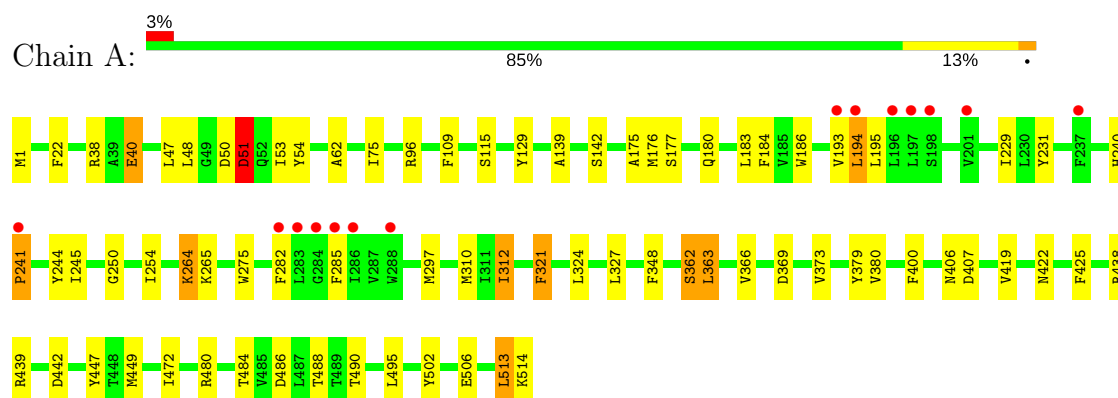 3%
Chain A:
85% 13% •
M1 F22 R38 A39 E40 L47 L48 G49 D50 D51 Q52 I53 Y54 A62 I75 R96 F109 S115 Y129 A139 S142 A175 M176 S177 Q180 L183 F184 V185 W186 V193 L194 L195 L196 L197 S198 V201 I229 L230 Y231 F237 H240
P241 Y244 I245 G250 I254 K264 K265 W275 F282 L283 G284 F285 I286 V287 W288 M297 M310 I311 I312 F321 L324 L327 F348 S362 L363 V366 D369 V373 Y379 V380 F400 N406 D407 V419 N422 F425 R438
R439 D442 Y447 T448 M449 I472 R480 T484 V485 D486 L487 T488 T489 T490 L495 Y502 E506 L513 K514